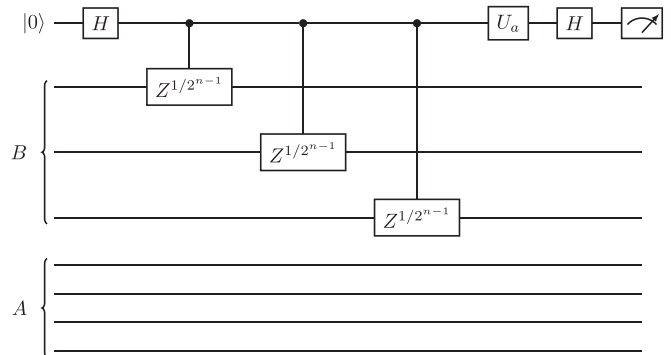 |0⟩ H U_a H
Z^{1/2^{n-1}}
B Z^{1/2^{n-1}}
Z^{1/2^{n-1}}
A